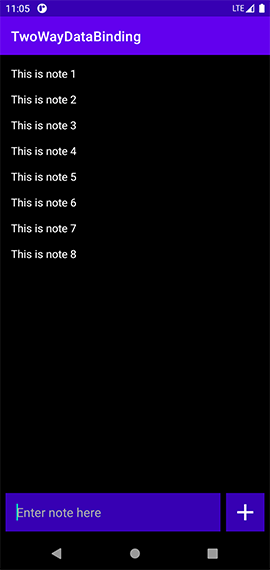 11:05 LTE
TwoWayDataBinding
This is note 1
This is note 2
This is note 3
This is note 4
This is note 5
This is note 6
This is note 7
This is note 8
Enter note here